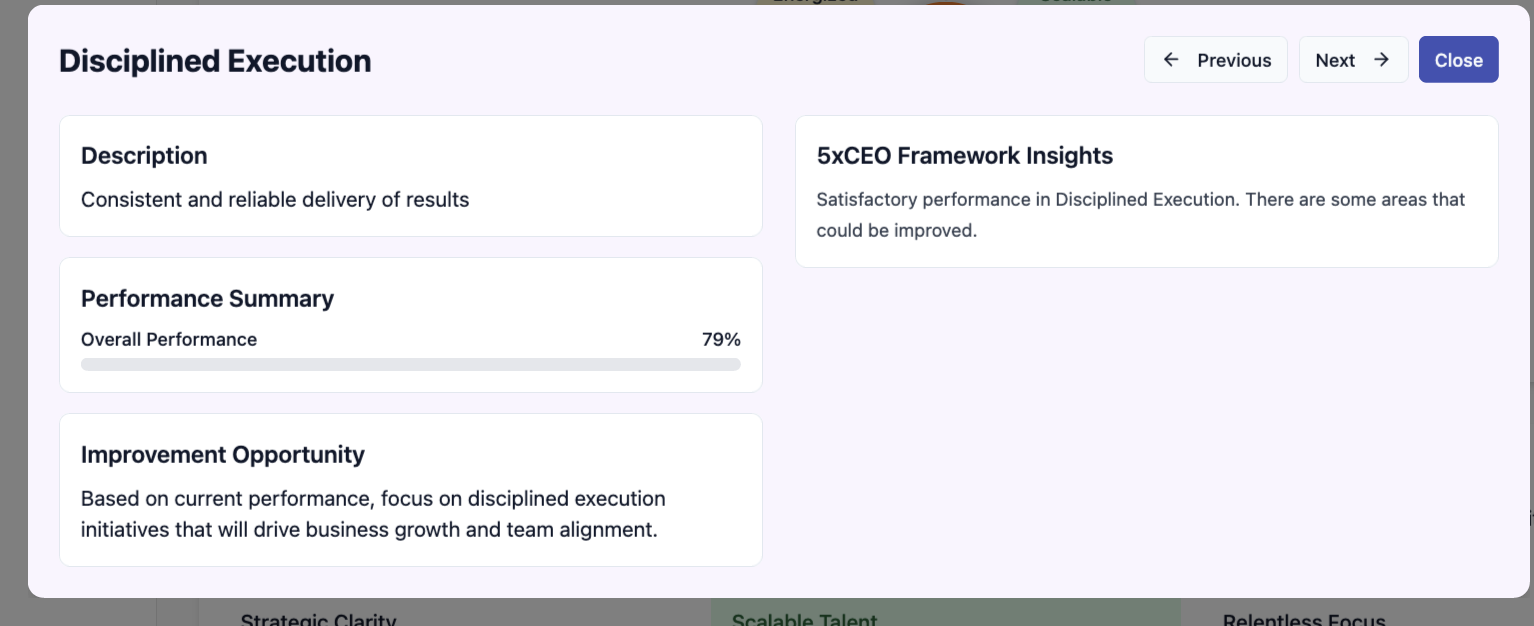 Energized
Scalable
Disciplined Execution
Previous
Next
Close
Description
Consistent and reliable delivery of results
5xCEO Framework Insights
Satisfactory performance in Disciplined Execution. There are some areas that
could be improved.
Performance Summary
Overall Performance
79%
Improvement Opportunity
Based on current performance, focus on disciplined execution
initiatives that will drive business growth and team alignment.
Strategic Clarity
Scalable Talent
Relentless Focus